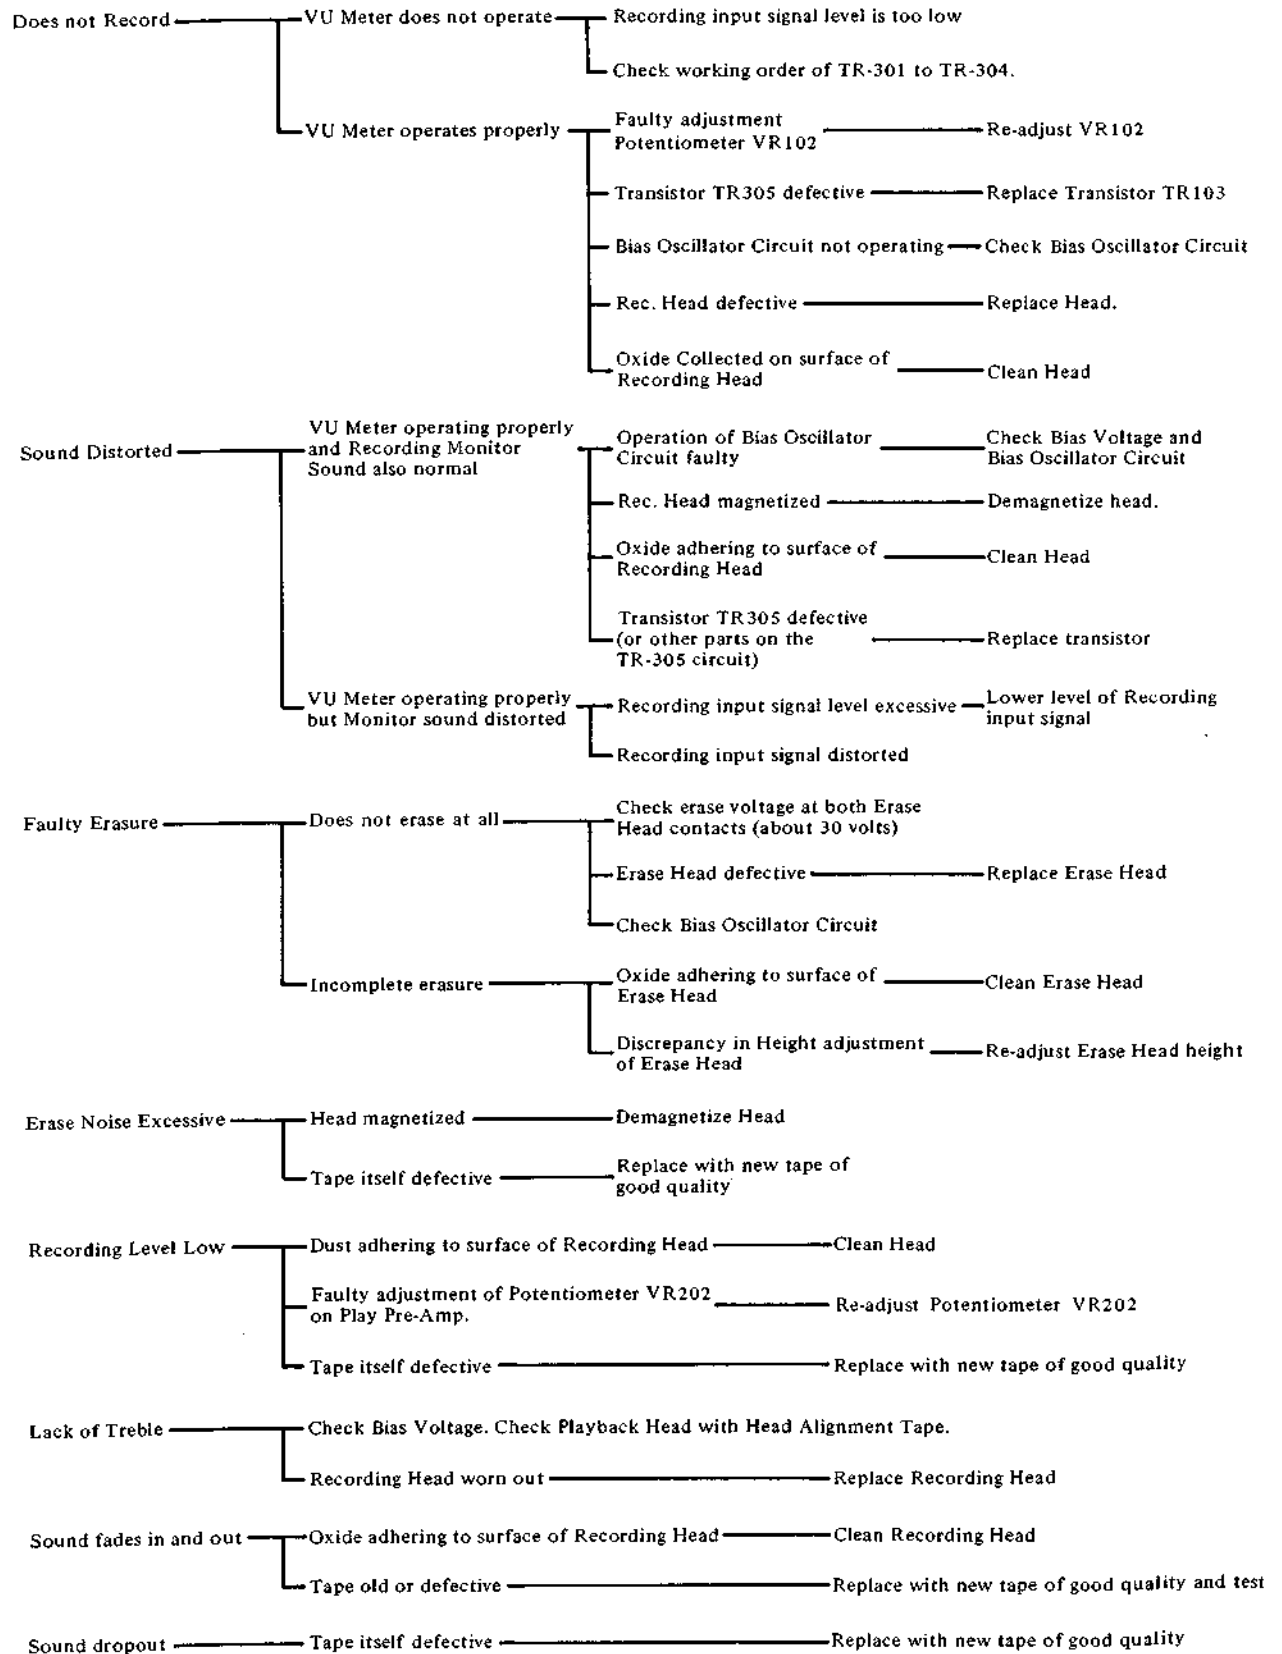 Does not Record
VU Meter does not operate
Recording input signal level is too low
Check working order of TR-301 to TR-304.
VU Meter operates properly
Faulty adjustment
Potentiometer VR102
Re-adjust VR102
Transistor TR305 defective
Replace Transistor TR103
Bias Oscillator Circuit not operating
Check Bias Oscillator Circuit
Rec. Head defective
Replace Head.
Oxide Collected on surface of
Recording Head
Clean Head
Sound Distorted
VU Meter operating properly
and Recording Monitor
Sound also normal
Operation of Bias Oscillator
Circuit faulty
Check Bias Voltage and
Bias Oscillator Circuit
Rec. Head magnetized
Demagnetize head.
Oxide adhering to surface of
Recording Head
Clean Head
Transistor TR305 defective
(or other parts on the
TR-305 circuit)
Replace transistor
VU Meter operating properly
but Monitor sound distorted
Recording input signal level excessive
Lower level of Recording
input signal
Recording input signal distorted
Faulty Erasure
Does not erase at all
Check erase voltage at both Erase
Head contacts (about 30 volts)
Erase Head defective
Replace Erase Head
Check Bias Oscillator Circuit
Incomplete erasure
Oxide adhering to surface of
Erase Head
Clean Erase Head
Discrepancy in Height adjustment
of Erase Head
Re-adjust Erase Head height
Erase Noise Excessive
Head magnetized
Demagnetize Head
Tape itself defective
Replace with new tape of
good quality
Recording Level Low
Dust adhering to surface of Recording Head
Clean Head
Faulty adjustment of Potentiometer VR202
on Play Pre-Amp.
Re-adjust Potentiometer VR202
Tape itself defective
Replace with new tape of good quality
Lack of Treble
Check Bias Voltage. Check Playback Head with Head Alignment Tape.
Recording Head worn out
Replace Recording Head
Sound fades in and out
Oxide adhering to surface of Recording Head
Clean Recording Head
Tape old or defective
Replace with new tape of good quality and test
Sound dropout
Tape itself defective
Replace with new tape of good quality